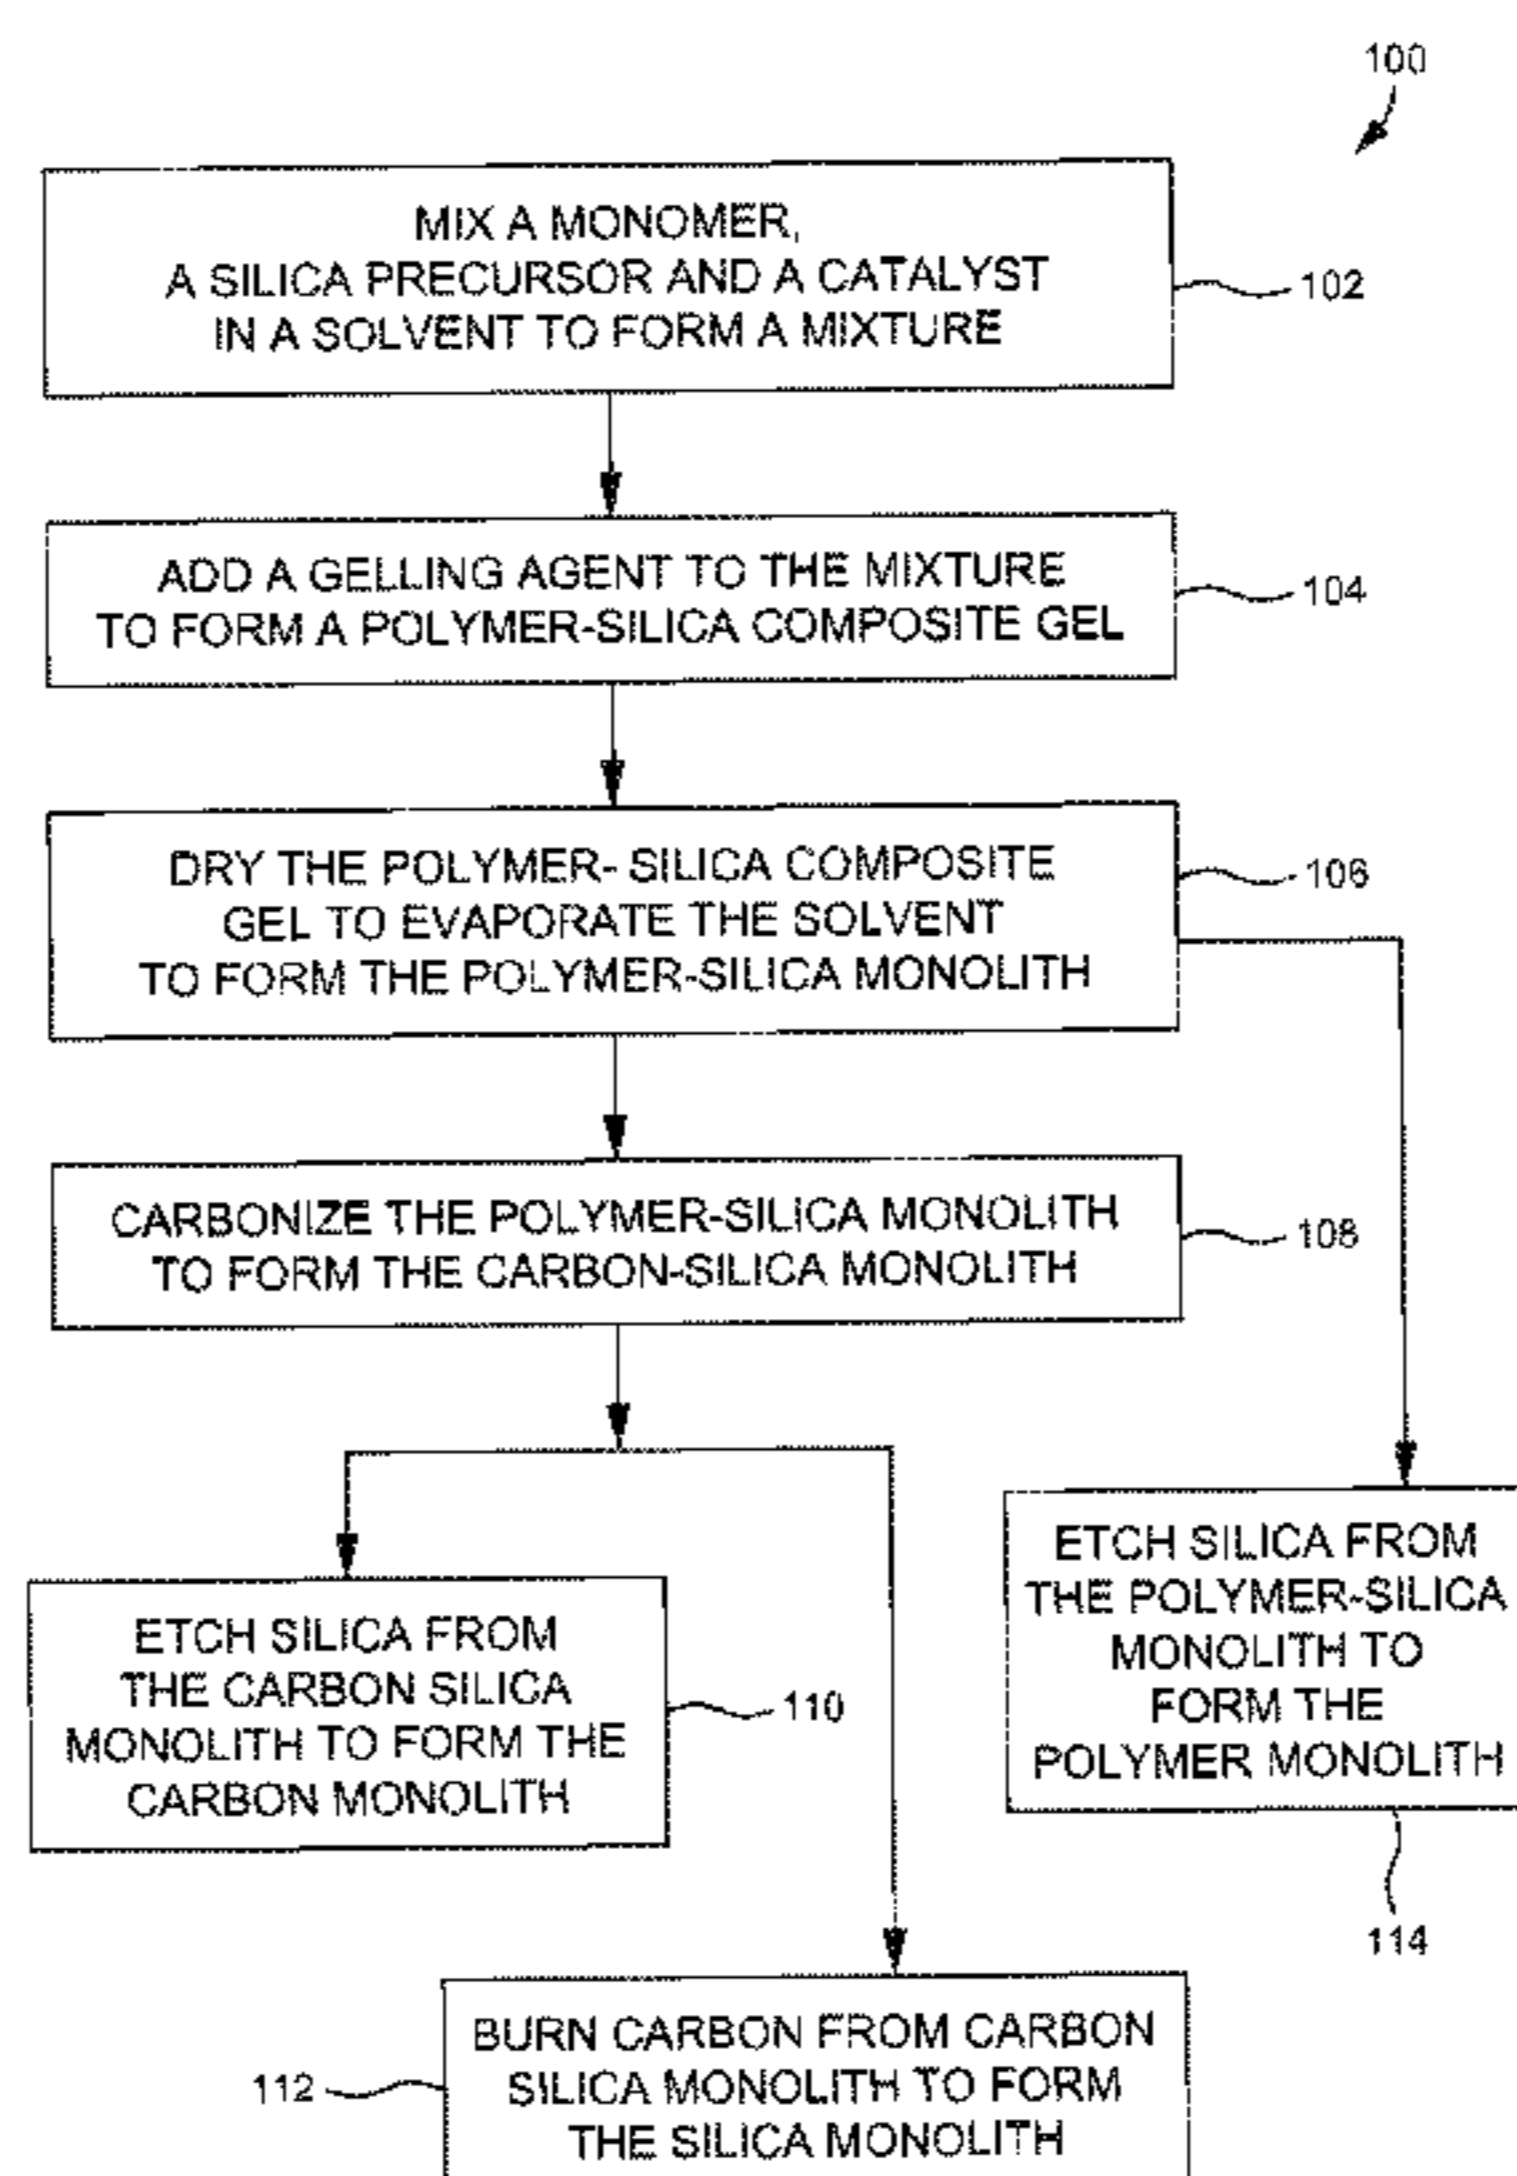 100
MIX A MONOMER,
A SILICA PRECURSOR AND A CATALYST
IN A SOLVENT TO FORM A MIXTURE
102
ADD A GELLING AGENT TO THE MIXTURE
TO FORM A POLYMER-SILICA COMPOSITE GEL
104
DRY THE POLYMER- SILICA COMPOSITE
GEL TO EVAPORATE THE SOLVENT
TO FORM THE POLYMER-SILICA MONOLITH
106
CARBONIZE THE POLYMER-SILICA MONOLITH
TO FORM THE CARBON-SILICA MONOLITH
108
ETCH SILICA FROM
THE CARBON SILICA
MONOLITH TO FORM THE
CARBON MONOLITH
110
ETCH SILICA FROM
THE POLYMER-SILICA
MONOLITH TO
FORM THE
POLYMER MONOLITH
114
BURN CARBON FROM CARBON
SILICA MONOLITH TO FORM
THE SILICA MONOLITH
112